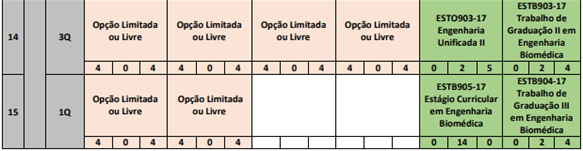 ESTB903-17
Opção Limitada Opção Limitada Opção Limitada Opção Limitada ESTO903-17 Trabalho de
14 3Q ou Livre ou Livre ou Livre ou Livre Engenharia Graduação II em
Unificada II Engenharia
Biomédica
4 0 4 4 0 4 4 0 4 4 0 4 0 2 5 0 2 4
ESTB905-17 ESTB904-17
Opção Limitada Opção Limitada Estágio Curricular Trabalho de
15 1Q ou Livre ou Livre em Engenharia Graduação III
Biomédica em Engenharia
Biomédica
4 0 4 4 0 4 0 14 0 0 2 4